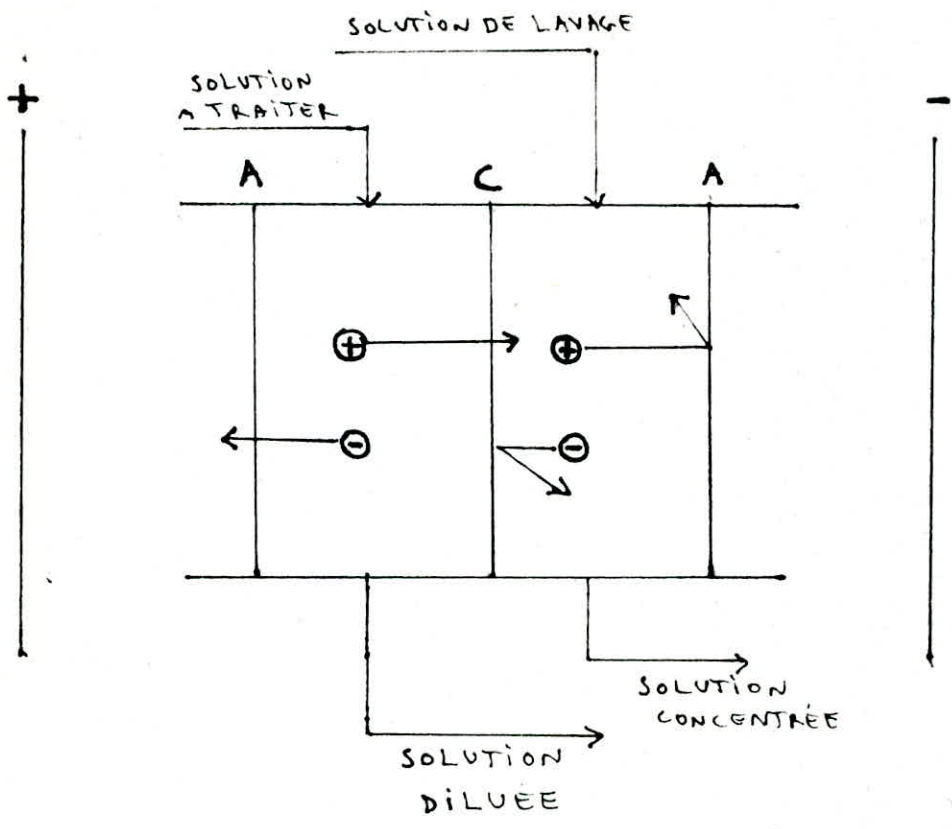 SOLUTION DE LAVAGE
SOLUTION
A TRAITER
+
-
A
C
A
+
+
-
-
SOLUTION
CONCENTRÉE
SOLUTION
DILUÉE